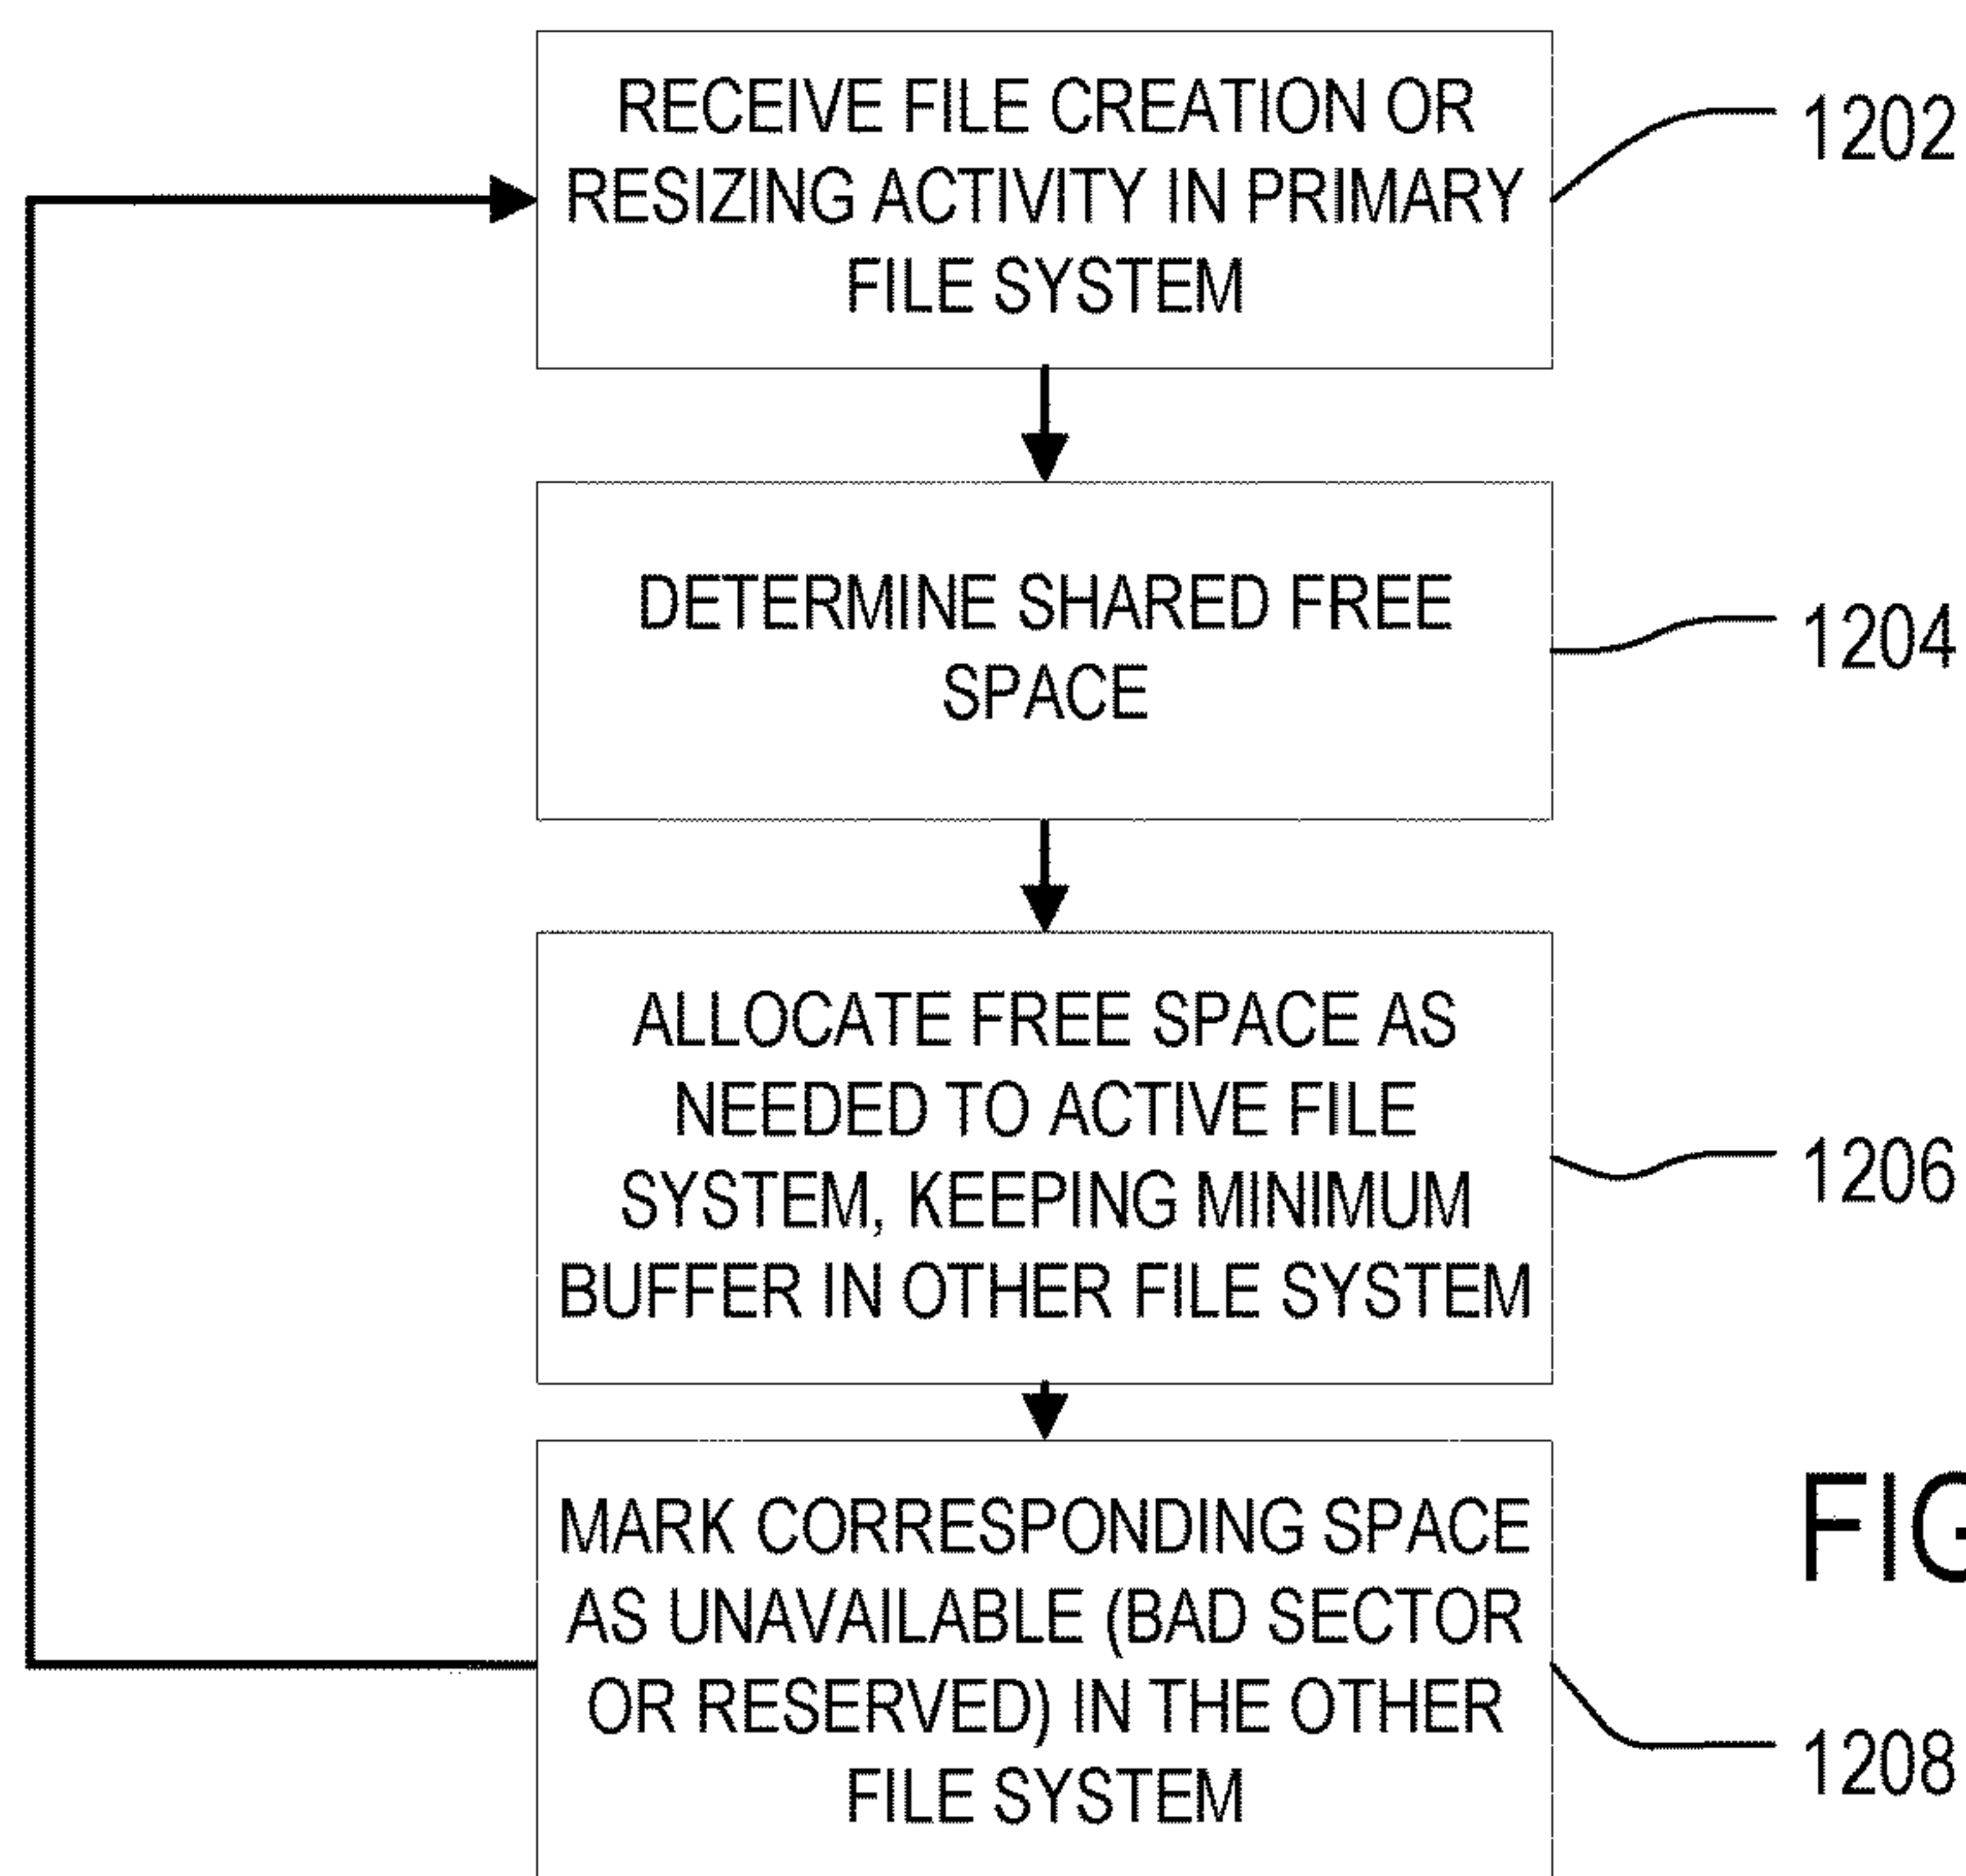 RECEIVE FILE CREATION OR
RESIZING ACTIVITY IN PRIMARY
FILE SYSTEM
1202
DETERMINE SHARED FREE
SPACE
1204
ALLOCATE FREE SPACE AS
NEEDED TO ACTIVE FILE
SYSTEM, KEEPING MINIMUM
BUFFER IN OTHER FILE SYSTEM
1206
MARK CORRESPONDING SPACE
AS UNAVAILABLE (BAD SECTOR
OR RESERVED) IN THE OTHER
FILE SYSTEM
1208